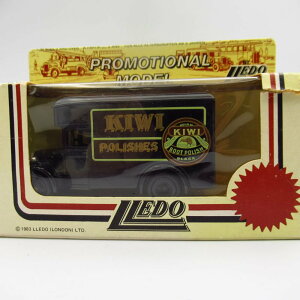 PROMOTIONAL
MODEL
LLEDO
KIWI
POLISHES
KIWI
BOOT POLISH
BLACK
LLEDO
© 1983 LLEDO (LONDON) LTD.